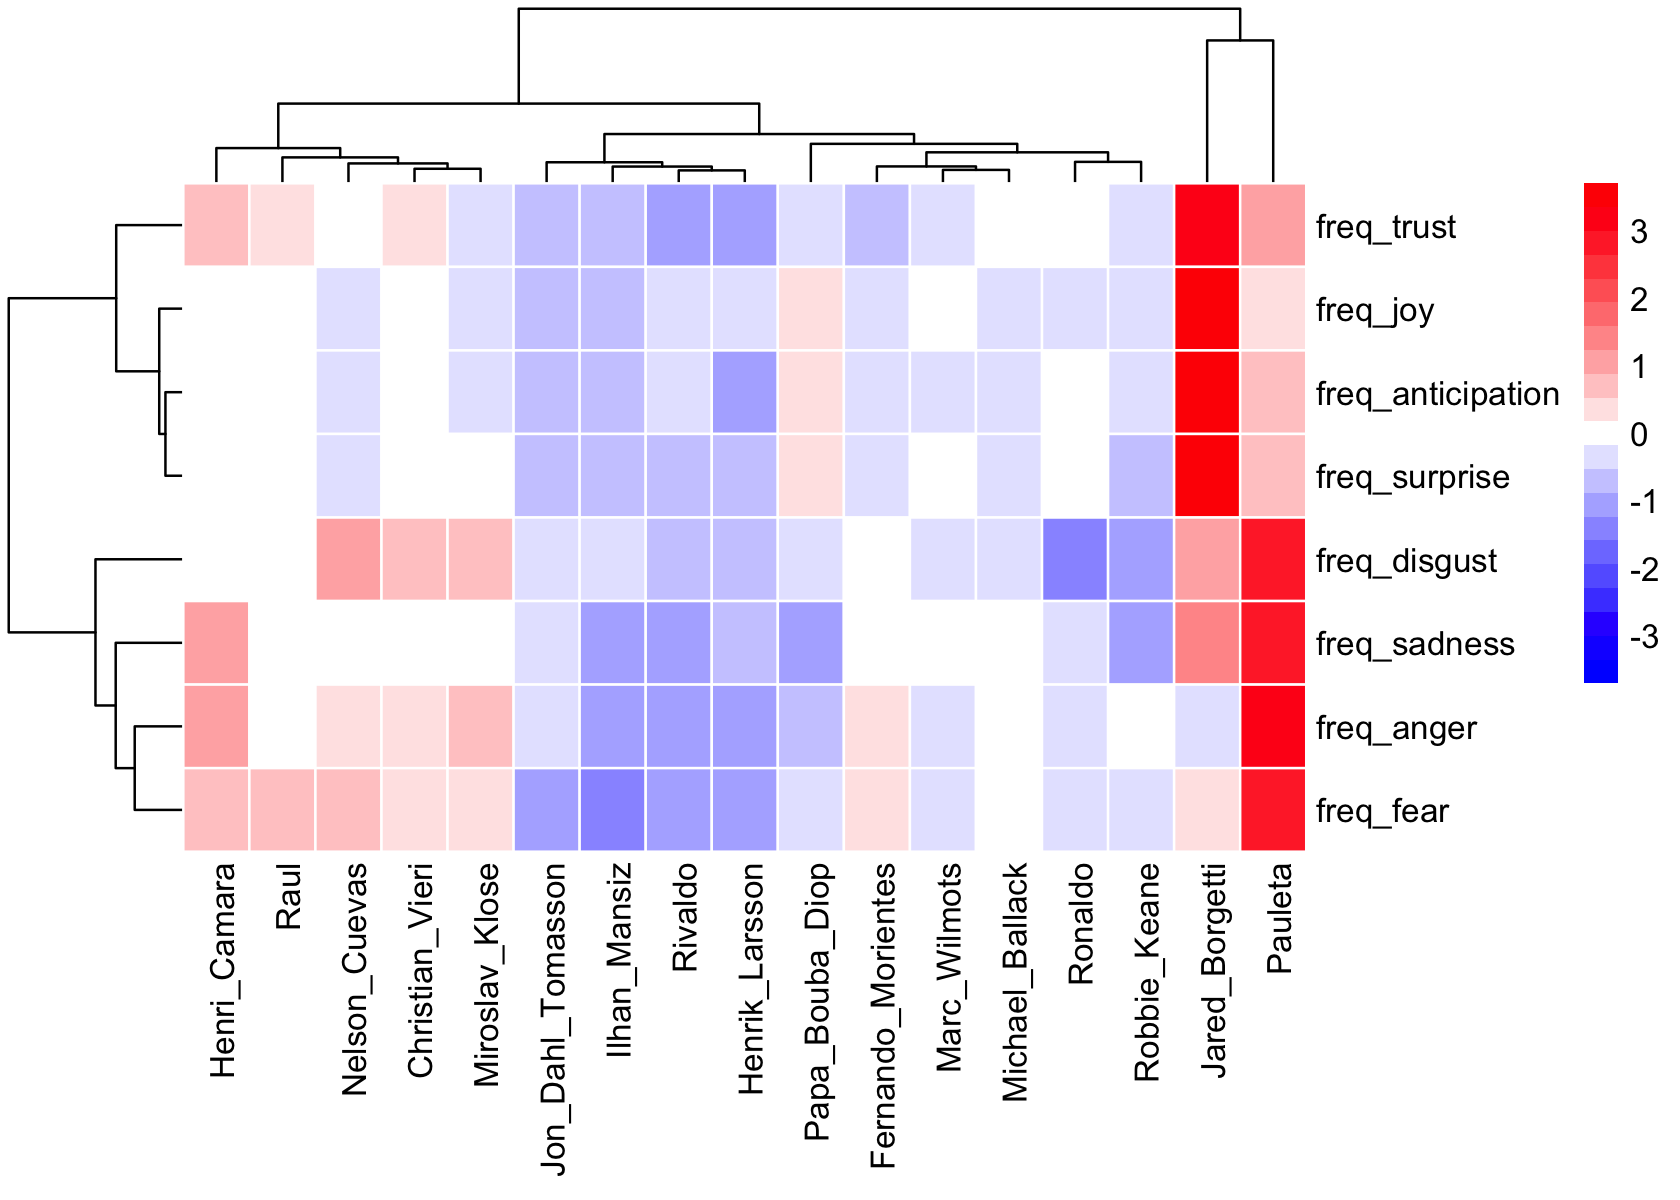 freq_trust
freq_joy
freq_anticipation
freq_surprise
freq_disgust
freq_sadness
freq_anger
freq_fear
3
2
1
0
-1
-2
-3
Henri_Camara
Raul
Nelson_Cuevas
Christian_Vieri
Miroslav_Klose
Jon_Dahl_Tomasson
Ilhan_Mansiz
Rivaldo
Henrik_Larsson
Papa_Bouba_Diop
Fernando_Morientes
Marc_Wilmots
Michael_Ballack
Ronaldo
Robbie_Keane
Jared_Borgetti
Pauleta